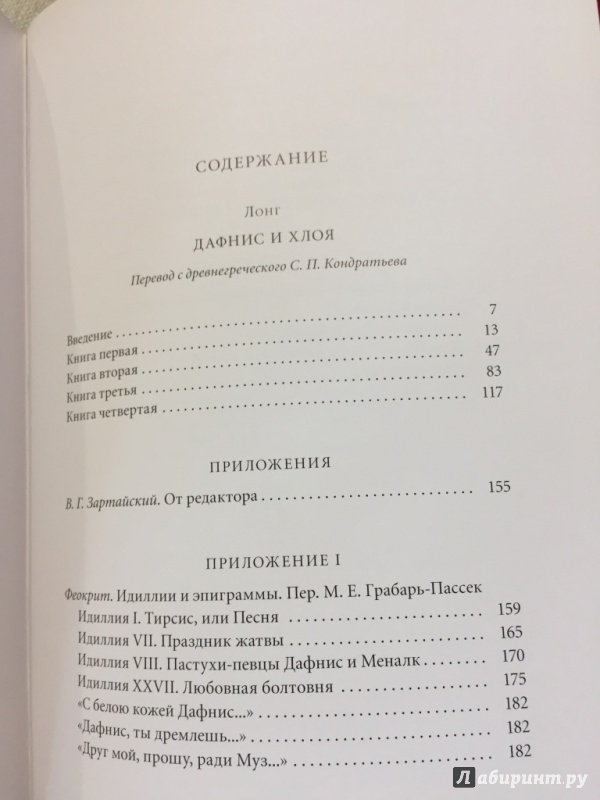 СОДЕРЖАНИЕ
Лонг
ДАФНИС И ХЛОЯ
Перевод с древнегреческого С. П. Кондратьева
Введение . . . . . . . . . . . . . . . . . . . . . . . . . . . . . . . . . . . 7
Книга первая . . . . . . . . . . . . . . . . . . . . . . . . . . . . . . . . 13
Книга вторая . . . . . . . . . . . . . . . . . . . . . . . . . . . . . . . . 47
Книга третья . . . . . . . . . . . . . . . . . . . . . . . . . . . . . . . . 83
Книга четвертая . . . . . . . . . . . . . . . . . . . . . . . . . . . . . . 117
ПРИЛОЖЕНИЯ
В. Г. Зартайский. От редактора . . . . . . . . . . . . . . . . . . . . 155
ПРИЛОЖЕНИЕ I
Феокрит. Идиллии и эпиграммы. Пер. М. Е. Грабарь-Пассек
Идиллия I. Тирсис, или Песня . . . . . . . . . . . . . . . . . . 159
Идиллия VII. Праздник жатвы . . . . . . . . . . . . . . . . . . 165
Идиллия VIII. Пастухи-певцы Дафнис и Меналк . . . . . . . 170
Идиллия XXVII. Любовная болтовня . . . . . . . . . . . . . . 175
"С белою кожей Дафнис..." . . . . . . . . . . . . . . . . . . . . 182
"Дафнис, ты дремлешь..." . . . . . . . . . . . . . . . . . . . . . 182
"Друг мой, прошу, ради Муз..." . . . . . . . . . . . . . . . . . 182
Лабиринт.ру